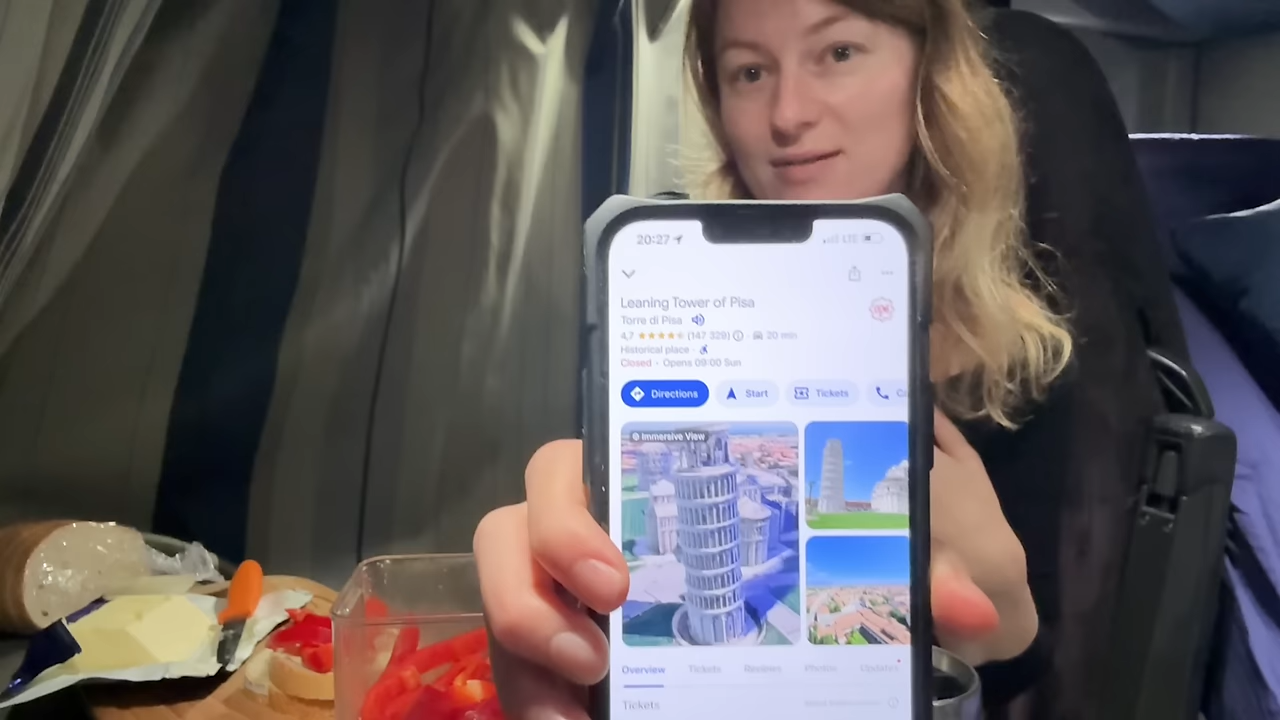 20:27 LTE
Leaning Tower of Pisa
Torre di Pisa
4,7 (147 329) · 20 min
Historical place ·
Closed · Opens 09:00 Sun
Directions Start Tickets Ca
Immersive View
Overview Tickets Reviews Photos Updates
Tickets